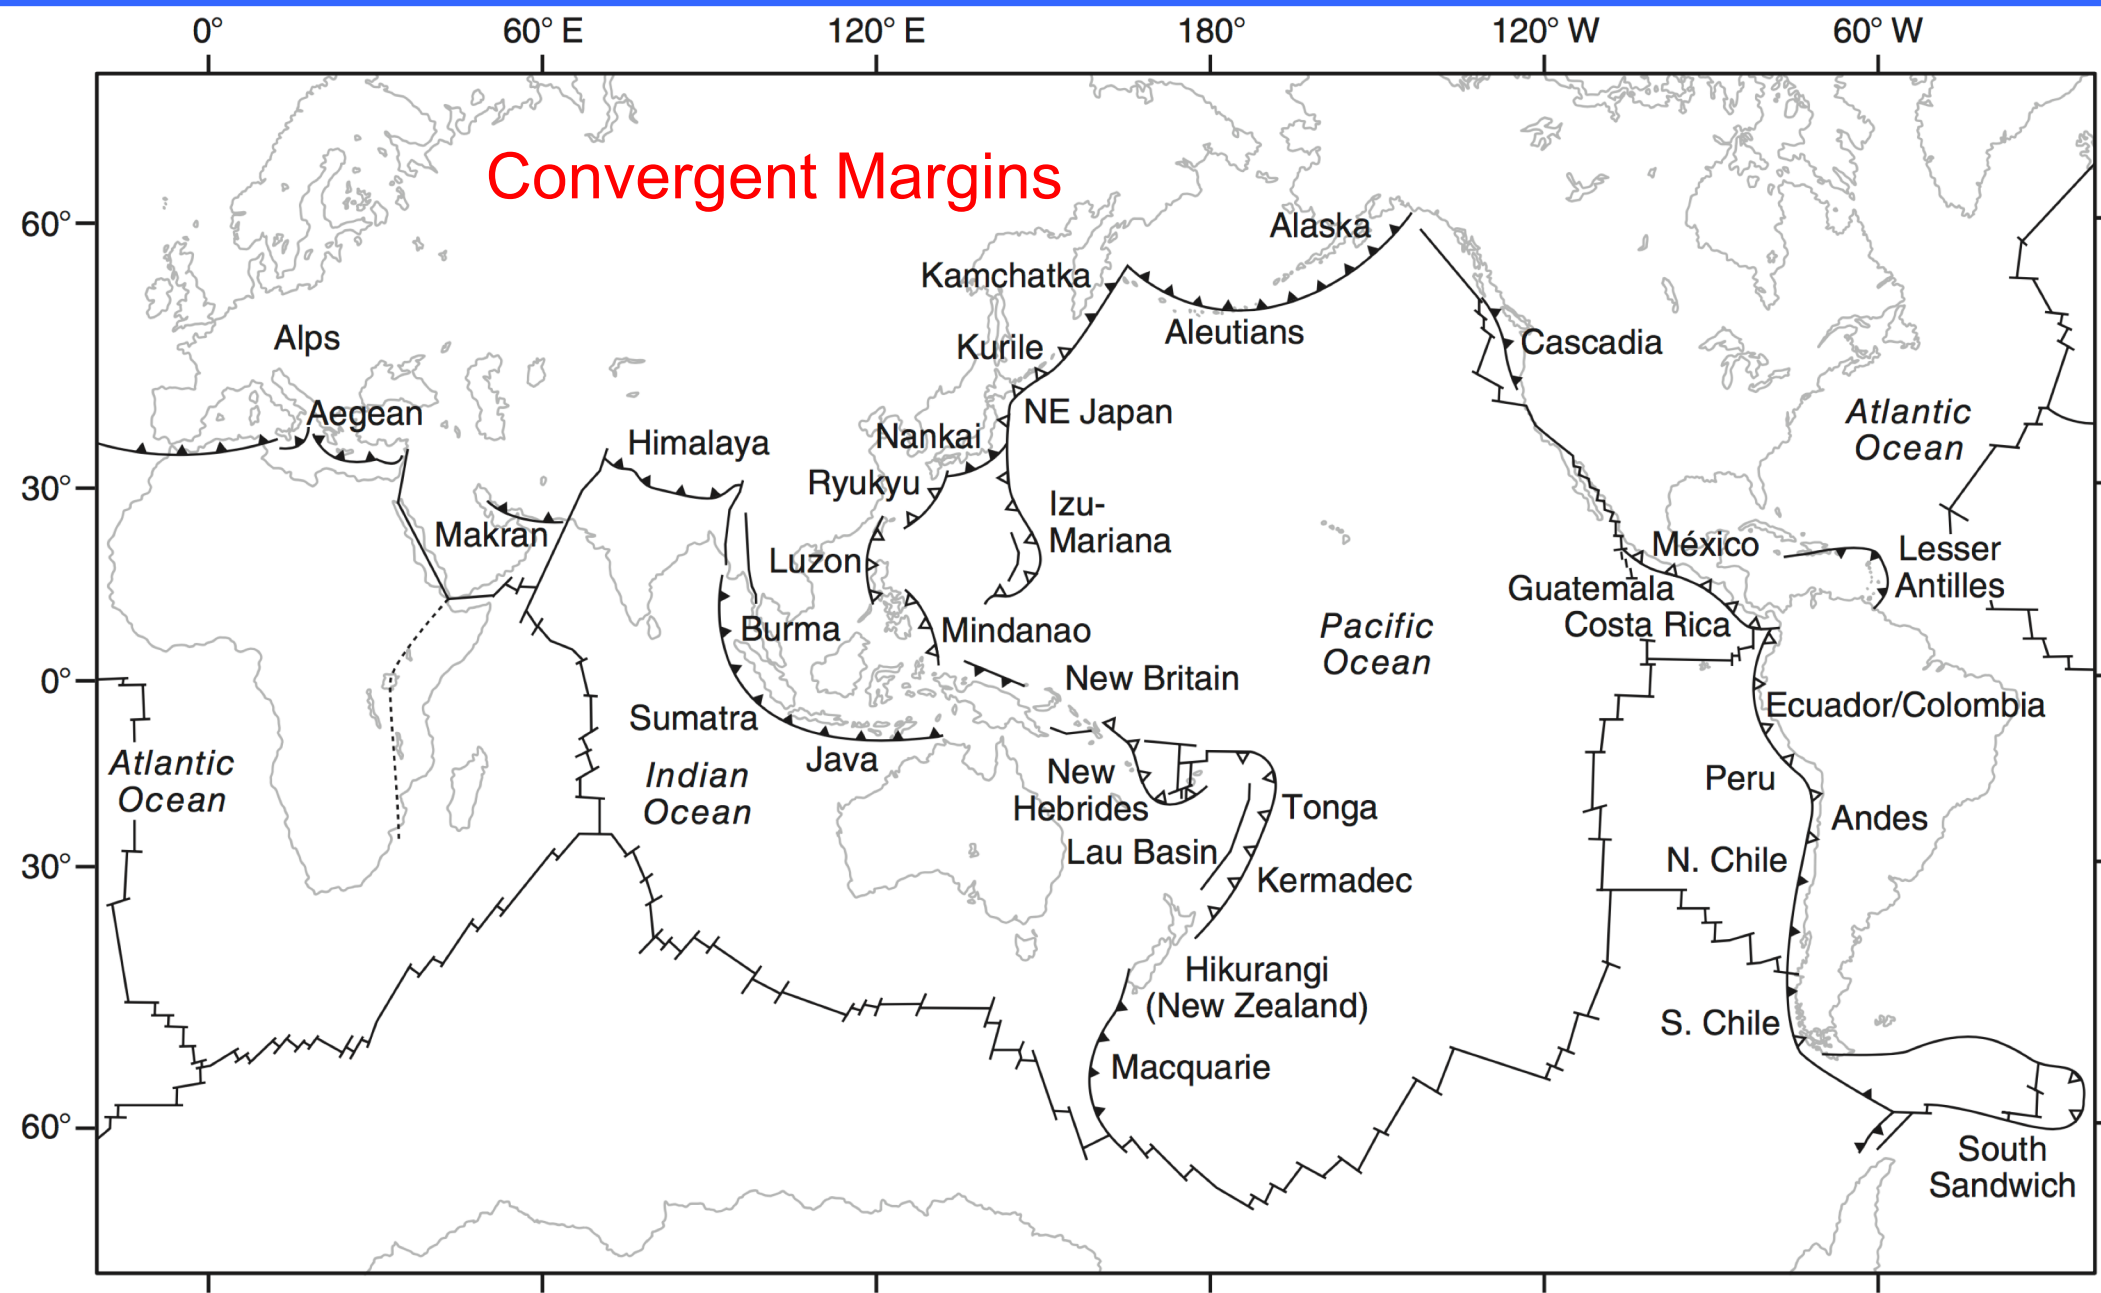 0° 60° E 120° E 180° 120° W 60° W
Convergent Margins
60°
Alaska
Kamchatka
Aleutians
Alps
Kurile
Cascadia
Aegean
NE Japan
Atlantic
Ocean
Himalaya
Nankai
30°
Ryukyu
Izu-
Mariana
Makran
Luzon
México
Lesser
Antilles
Guatemala
Costa Rica
Burma
Mindanao
Pacific
Ocean
0°
New Britain
Sumatra
Ecuador/Colombia
Java
Atlantic
Ocean
Indian
Ocean
New
Hebrides
Peru
Tonga
Andes
Lau Basin
N. Chile
30°
Kermadec
Hikurangi
(New Zealand)
S. Chile
Macquarie
60°
South
Sandwich